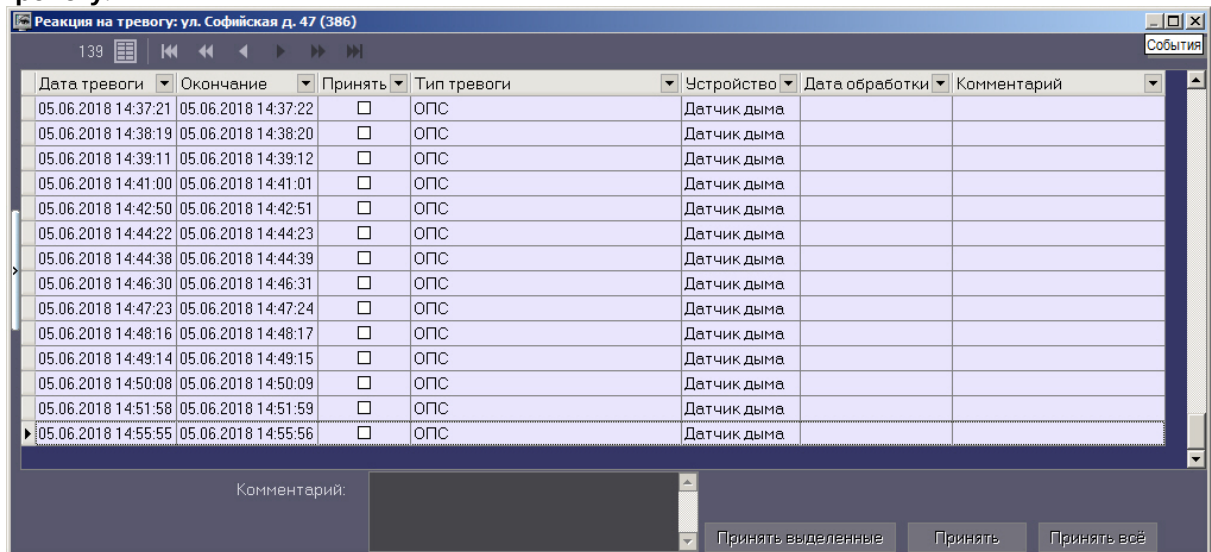 Реакция на тревогу: ул. Софийская д. 47 (386)
139
События
Дата тревоги Окончание Принять Тип тревоги Устройство Дата обработки Комментарий
05.06.2018 14:37:21 05.06.2018 14:37:22 ОПС Датчик дыма
05.06.2018 14:38:19 05.06.2018 14:38:20 ОПС Датчик дыма
05.06.2018 14:39:11 05.06.2018 14:39:12 ОПС Датчик дыма
05.06.2018 14:41:00 05.06.2018 14:41:01 ОПС Датчик дыма
05.06.2018 14:42:50 05.06.2018 14:42:51 ОПС Датчик дыма
05.06.2018 14:44:22 05.06.2018 14:44:23 ОПС Датчик дыма
05.06.2018 14:44:38 05.06.2018 14:44:39 ОПС Датчик дыма
05.06.2018 14:46:30 05.06.2018 14:46:31 ОПС Датчик дыма
05.06.2018 14:47:23 05.06.2018 14:47:24 ОПС Датчик дыма
05.06.2018 14:48:16 05.06.2018 14:48:17 ОПС Датчик дыма
05.06.2018 14:49:14 05.06.2018 14:49:15 ОПС Датчик дыма
05.06.2018 14:50:08 05.06.2018 14:50:09 ОПС Датчик дыма
05.06.2018 14:51:58 05.06.2018 14:51:59 ОПС Датчик дыма
05.06.2018 14:55:55 05.06.2018 14:55:56 ОПС Датчик дыма
Комментарий:
Принять выделенные Принять Принять всё